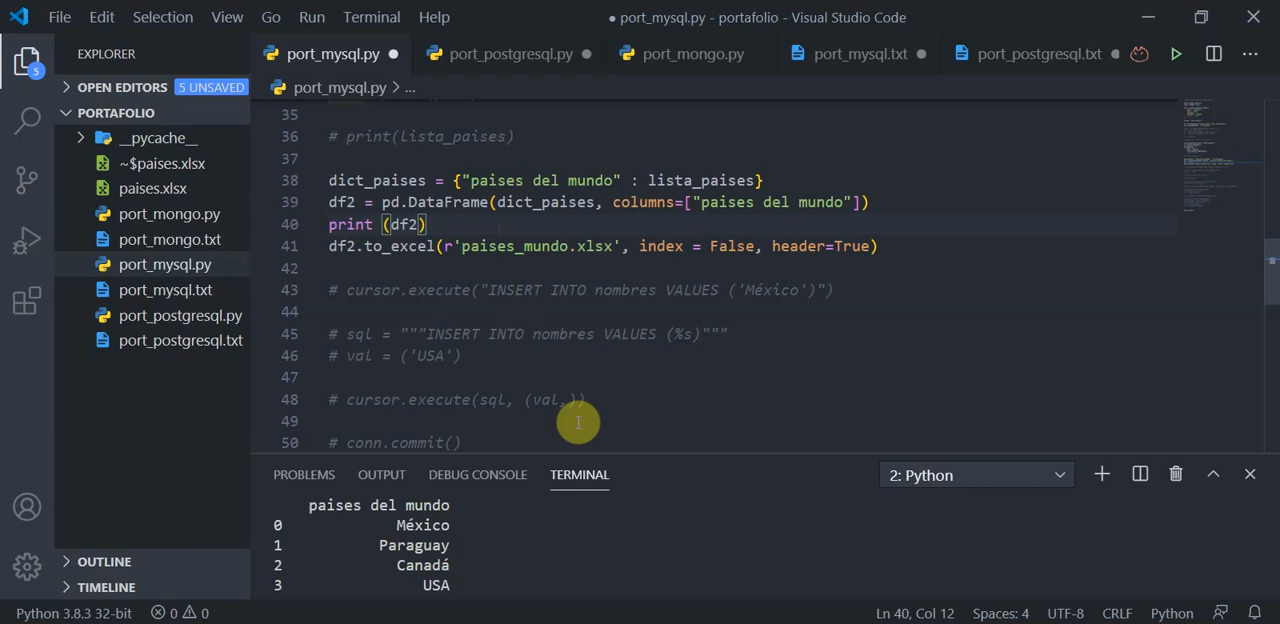 File Edit Selection View Go Run Terminal Help
● port_mysql.py - portafolio - Visual Studio Code
EXPLORER
port_mysql.py port_postgresql.py port_mongo.py port_mysql.txt port_postgresql.txt
5
OPEN EDITORS 5 UNSAVED
port_mysql.py > ...
PORTAFOLIO
__pycache__
~$paises.xlsx
paises.xlsx
port_mongo.py
port_mongo.txt
port_mysql.py
port_mysql.txt
port_postgresql.py
port_postgresql.txt
OUTLINE
TIMELINE
35
36 # print(lista_paises)
37
38 dict_paises = {"paises del mundo" : lista_paises}
39 df2 = pd.DataFrame(dict_paises, columns=["paises del mundo"])
40 print (df2)
41 df2.to_excel(r'paises_mundo.xlsx', index = False, header=True)
42
43 # cursor.execute("INSERT INTO nombres VALUES ('México')")
44
45 # sql = """INSERT INTO nombres VALUES (%s)"""
46 # val = ('USA')
47
48 # cursor.execute(sql, (val,))
49
50 # conn.commit()
PROBLEMS OUTPUT DEBUG CONSOLE TERMINAL 2: Python
paises del mundo
0 México
1 Paraguay
2 Canadá
3 USA
Python 3.8.3 32-bit 0 0 Ln 40, Col 12 Spaces: 4 UTF-8 CRLF Python